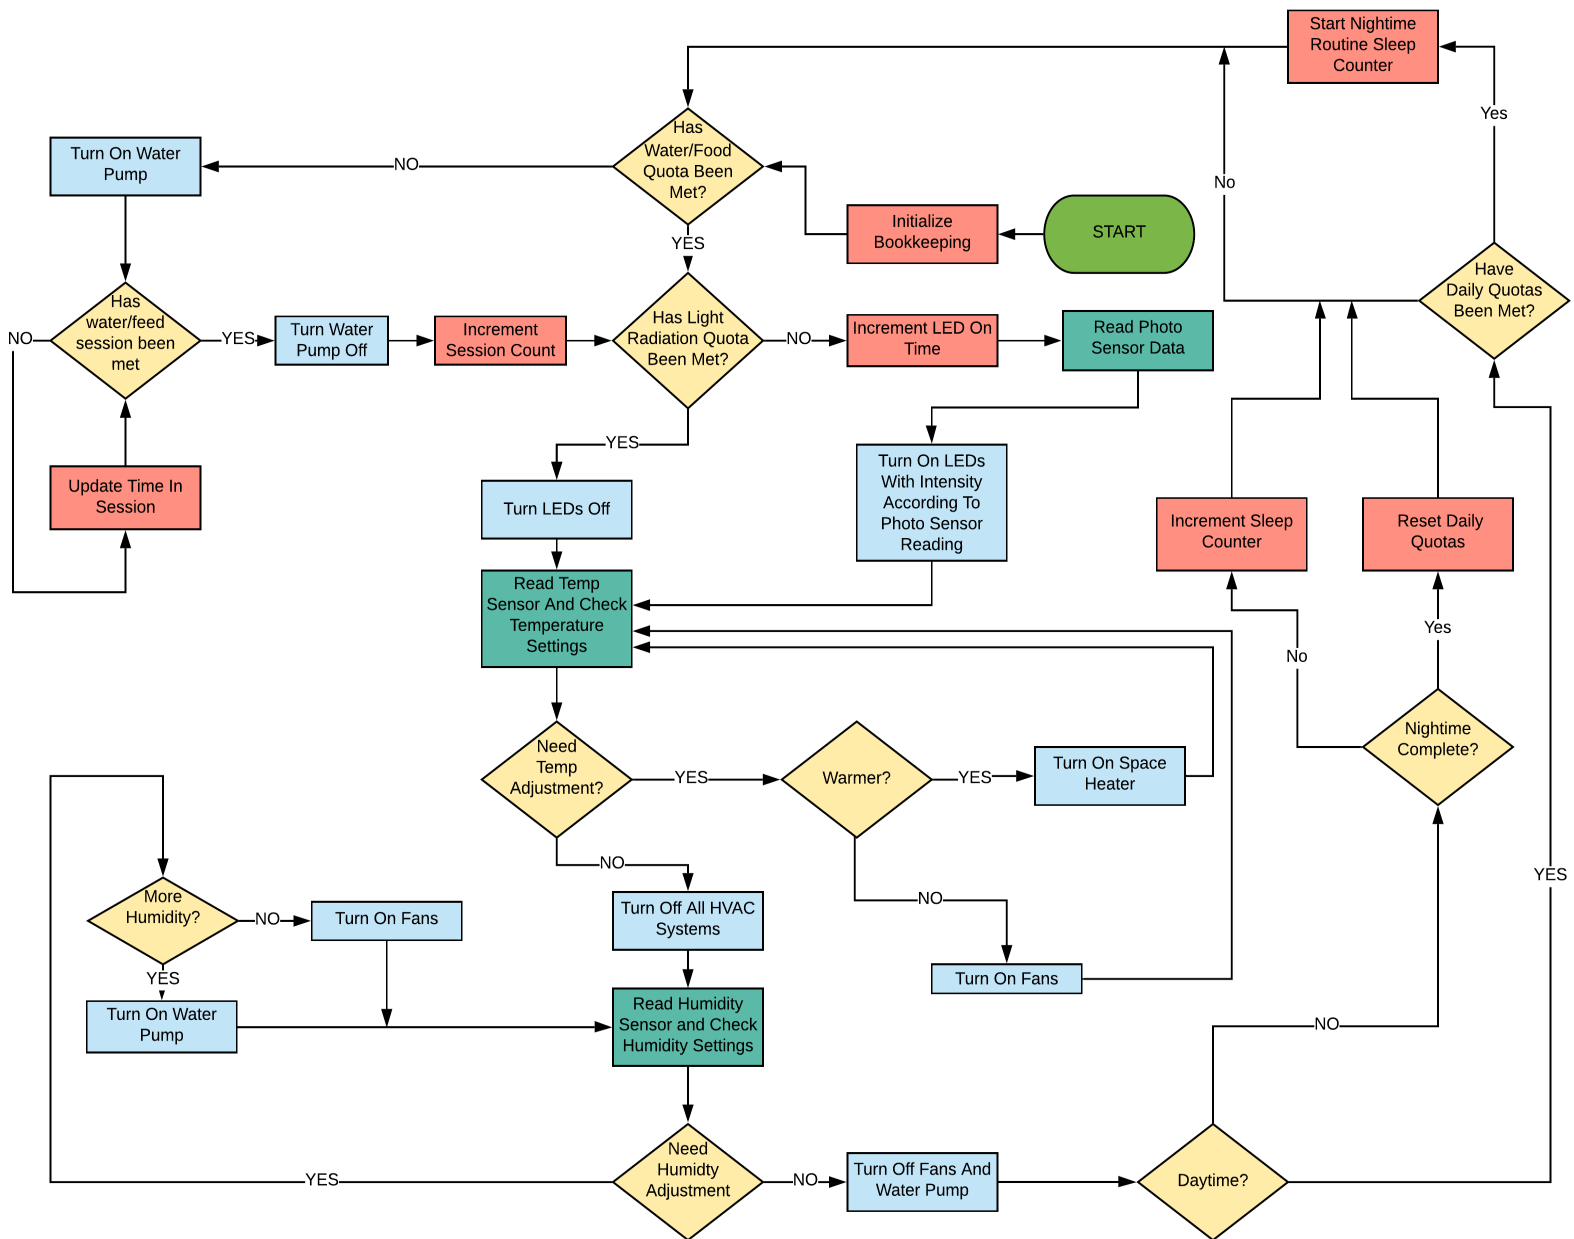 Start Nightime
Routine Sleep
Counter
Yes
Has
Water/Food
Quota Been
Met?
NO
Turn On Water
Pump
No
Initialize
Bookkeeping
START
YES
Have
Daily Quotas
Been Met?
Has
water/feed
session been
met
NO
YES
Turn Water
Pump Off
Increment
Session Count
Has Light
Radiation Quota
Been Met?
NO
Increment LED On
Time
Read Photo
Sensor Data
YES
Turn On LEDs
With Intensity
According To
Photo Sensor
Reading
Update Time In
Session
Turn LEDs Off
Increment Sleep
Counter
Reset Daily
Quotas
Read Temp
Sensor And Check
Temperature
Settings
Yes
No
Need
Temp
Adjustment?
YES
Warmer?
YES
Turn On Space
Heater
Nightime
Complete?
NO
YES
More
Humidity?
NO
Turn On Fans
Turn Off All HVAC
Systems
NO
YES
Turn On Fans
Turn On Water
Pump
Read Humidity
Sensor and Check
Humidity Settings
NO
Need
Humidty
Adjustment
YES
NO
Turn Off Fans And
Water Pump
Daytime?